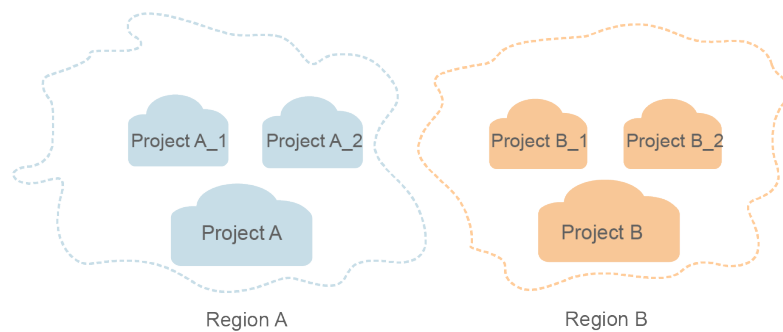 Project A_1
Project A_2
Project B_1
Project B_2
Project A
Project B
Region A
Region B